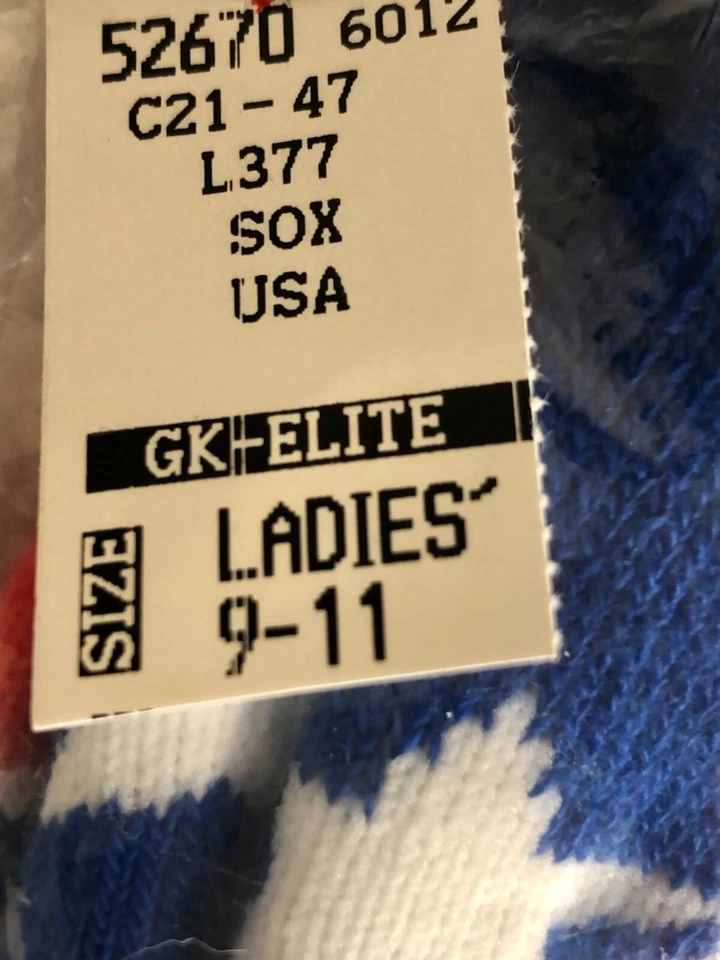 52670 6012
C21-47
L377
SOX
USA
GK-ELITE
SIZE
LADIES'
9-11